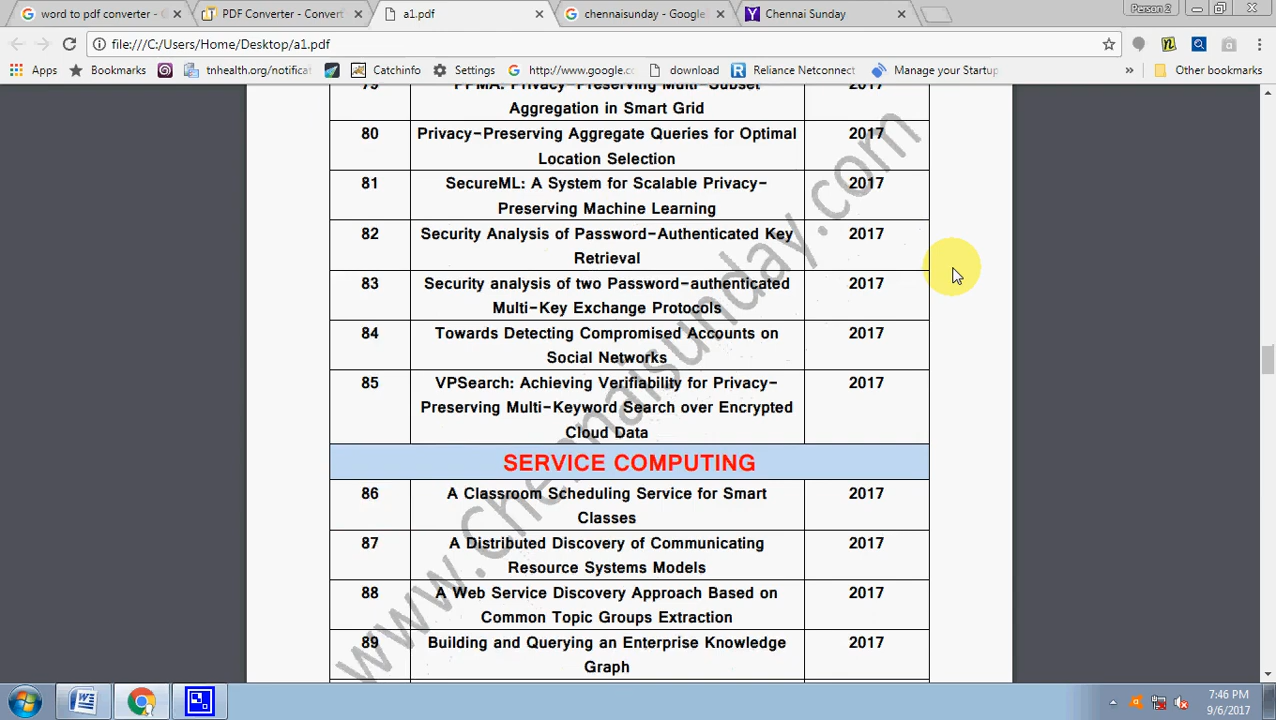 word to pdf converter -
PDF Converter - Convert
a1.pdf
chennaisunday - Google
Chennai Sunday
Person 2
file:///C:/Users/Home/Desktop/a1.pdf
Apps
Bookmarks
tnhealth.org/notificat
Catchinfo
Settings
http://www.google.co
download
Reliance Netconnect
Manage your Startup
Other bookmarks
79 PPMA: Privacy-Preserving Multi-Subset 2017
Aggregation in Smart Grid
80 Privacy-Preserving Aggregate Queries for Optimal 2017
Location Selection
81 SecureML: A System for Scalable Privacy- 2017
Preserving Machine Learning
82 Security Analysis of Password-Authenticated Key 2017
Retrieval
83 Security analysis of two Password-authenticated 2017
Multi-Key Exchange Protocols
84 Towards Detecting Compromised Accounts on 2017
Social Networks
85 VPSearch: Achieving Verifiability for Privacy- 2017
Preserving Multi-Keyword Search over Encrypted
Cloud Data
SERVICE COMPUTING
86 A Classroom Scheduling Service for Smart 2017
Classes
87 A Distributed Discovery of Communicating 2017
Resource Systems Models
88 A Web Service Discovery Approach Based on 2017
Common Topic Groups Extraction
89 Building and Querying an Enterprise Knowledge 2017
Graph
www.Chennaisunday.com
7:46 PM
9/6/2017